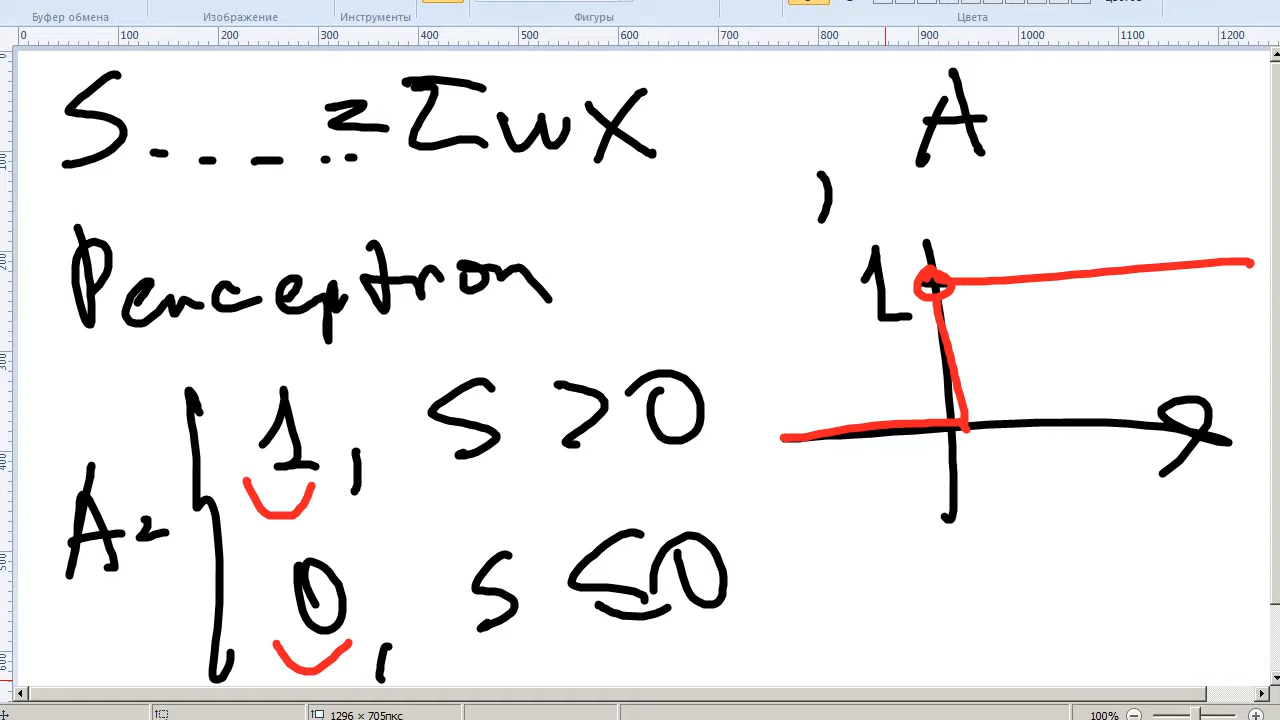 Буфер обмена Изображение Инструменты Фигуры Цвета
0 100 200 300 400 500 600 700 800 900 1000 1100 1200
S = ΣwX A
Perceptron 1
A = { 1, S > 0
0, S ≤ 0
1296 × 705пкс 100%